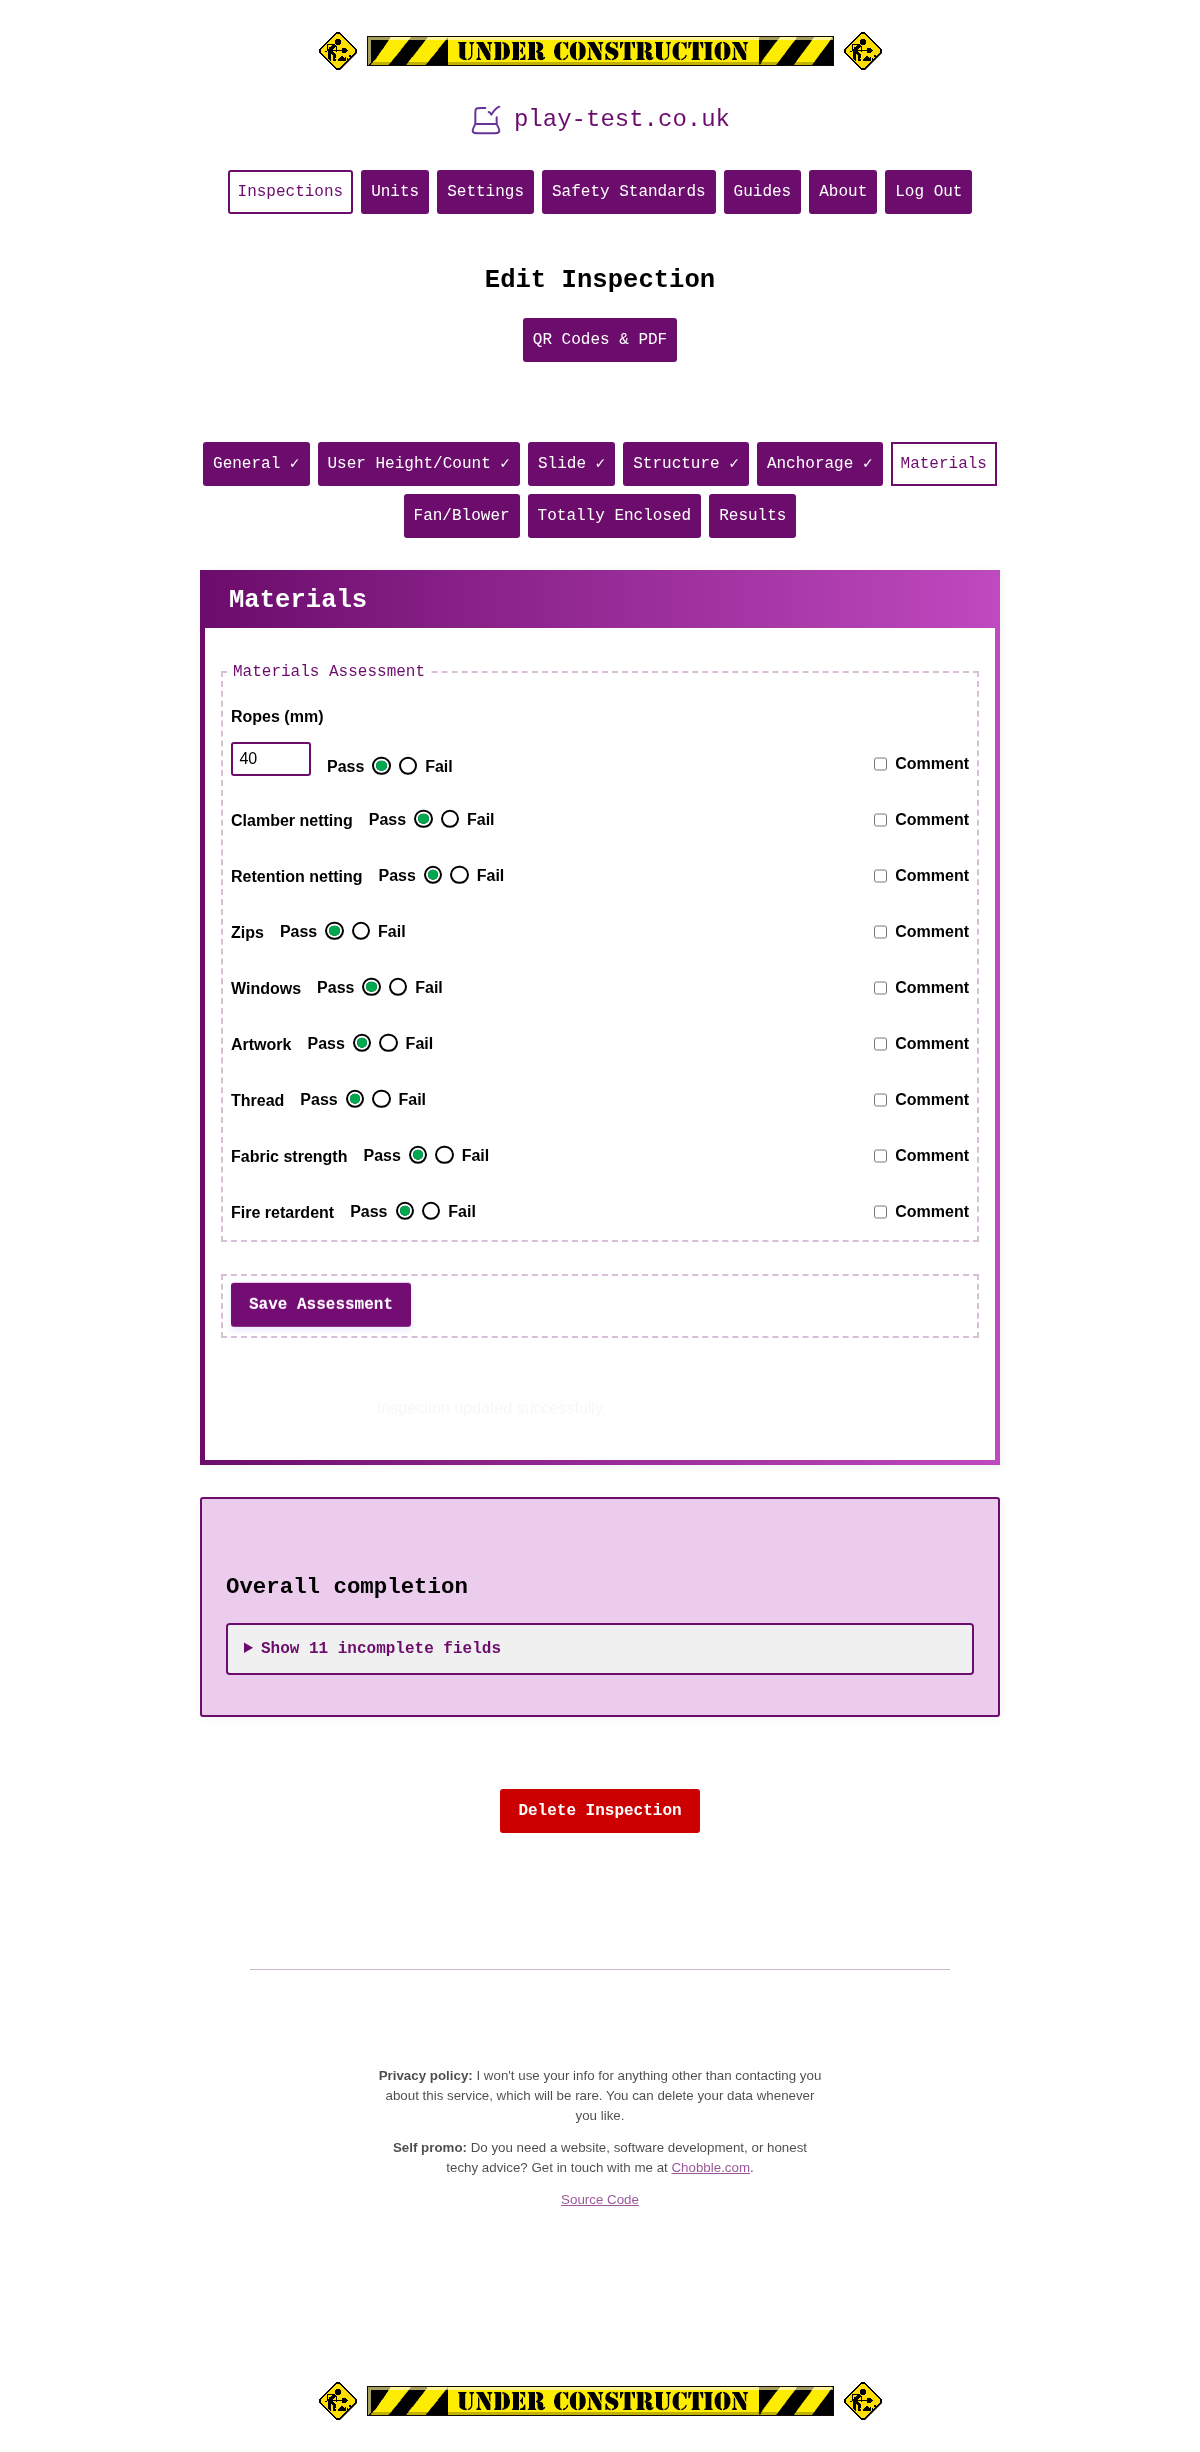 UNDER CONSTRUCTION
play-test.co.uk
Inspections Units Settings Safety Standards Guides About Log Out
Edit Inspection
QR Codes & PDF
General ✓ User Height/Count ✓ Slide ✓ Structure ✓ Anchorage ✓ Materials
Fan/Blower Totally Enclosed Results
Materials
Materials Assessment
Ropes (mm)
40 Pass Fail Comment
Clamber netting Pass Fail Comment
Retention netting Pass Fail Comment
Zips Pass Fail Comment
Windows Pass Fail Comment
Artwork Pass Fail Comment
Thread Pass Fail Comment
Fabric strength Pass Fail Comment
Fire retardent Pass Fail Comment
Save Assessment
Inspection updated successfully.
Overall completion
Show 11 incomplete fields
Delete Inspection
Privacy policy: I won't use your info for anything other than contacting you
about this service, which will be rare. You can delete your data whenever
you like.
Self promo: Do you need a website, software development, or honest
techy advice? Get in touch with me at Chobble.com.
Source Code
UNDER CONSTRUCTION